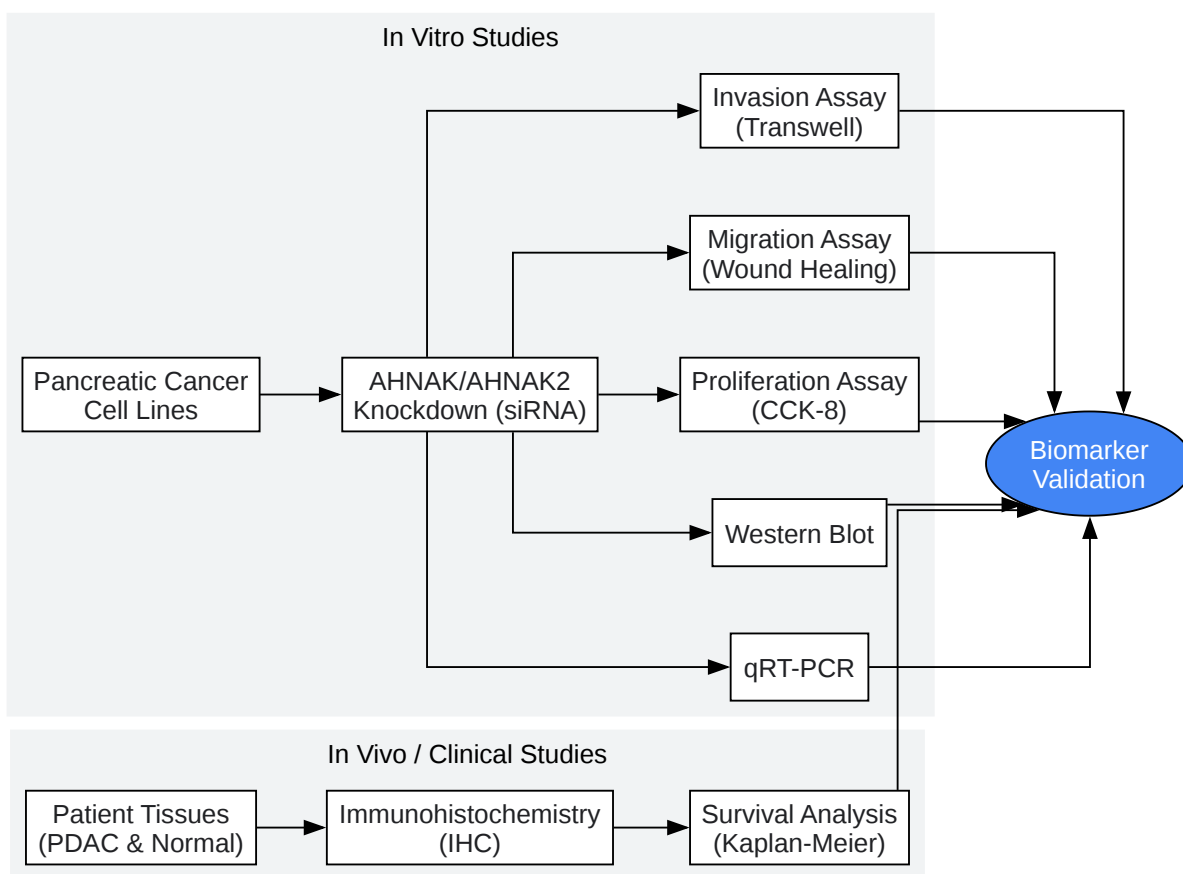 In Vitro Studies
Invasion Assay
(Transwell)
Migration Assay
(Wound Healing)
Pancreatic Cancer
Cell Lines
AHNAK/AHNAK2
Knockdown (siRNA)
Proliferation Assay
(CCK-8)
Biomarker
Validation
Western Blot
qRT-PCR
In Vivo / Clinical Studies
Patient Tissues
(PDAC & Normal)
Immunohistochemistry
(IHC)
Survival Analysis
(Kaplan-Meier)